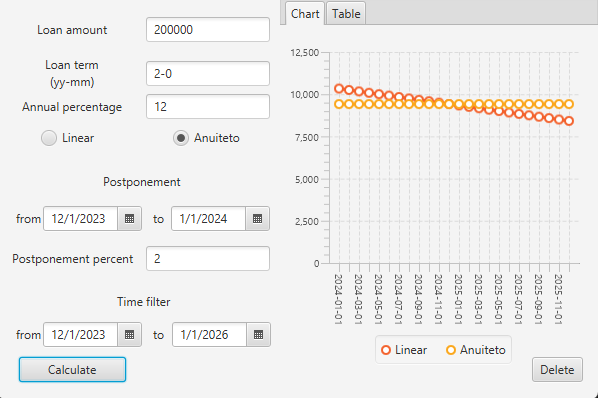 Loan amount 200000
Loan term
(yy-mm) 2-0
Annual percentage 12
Linear Anuiteto
Postponement
from 12/1/2023 to 1/1/2024
Postponement percent 2
Time filter
from 12/1/2023 to 1/1/2026
Calculate
Chart Table
12,500
10,000
7,500
5,000
2,500
0
2024-01-01
2024-03-01
2024-05-01
2024-07-01
2024-09-01
2024-11-01
2025-01-01
2025-03-01
2025-05-01
2025-07-01
2025-09-01
2025-11-01
Linear Anuiteto
Delete